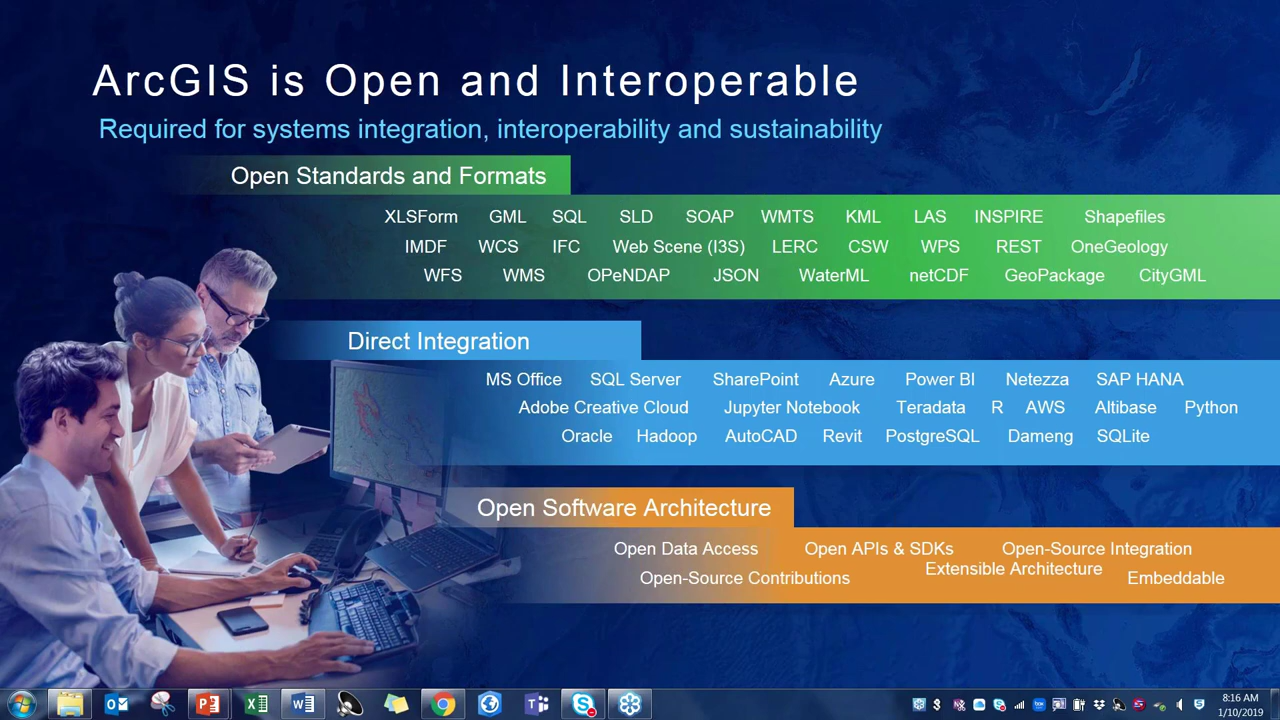 ArcGIS is Open and Interoperable
Required for systems integration, interoperability and sustainability
Open Standards and Formats
XLSForm GML SQL SLD SOAP WMTS KML LAS INSPIRE Shapefiles
IMDF WCS IFC Web Scene (I3S) LERC CSW WPS REST OneGeology
WFS WMS OPeNDAP JSON WaterML netCDF GeoPackage CityGML
Direct Integration
MS Office SQL Server SharePoint Azure Power BI Netezza SAP HANA
Adobe Creative Cloud Jupyter Notebook Teradata R AWS Altibase Python
Oracle Hadoop AutoCAD Revit PostgreSQL Dameng SQLite
Open Software Architecture
Open Data Access Open APIs & SDKs Open-Source Integration
Open-Source Contributions Extensible Architecture Embeddable
8:16 AM
1/10/2019